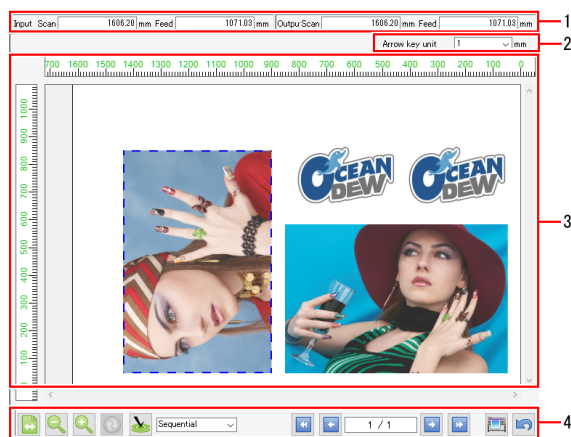 Input Scan 1606.20 mm Feed 1071.03 mm Outpu Scan 1606.20 mm Feed 1071.03 mm 1
Arrow key unit 1 mm 2
700 1600 1500 1400 1300 1200 1100 1000 900 800 700 600 500 400 300 200 100 0
1000
900
800
700
600
500
400
300
200
100
0
OCEAN DEW
OCEAN DEW
3
Sequential 1 / 1 4